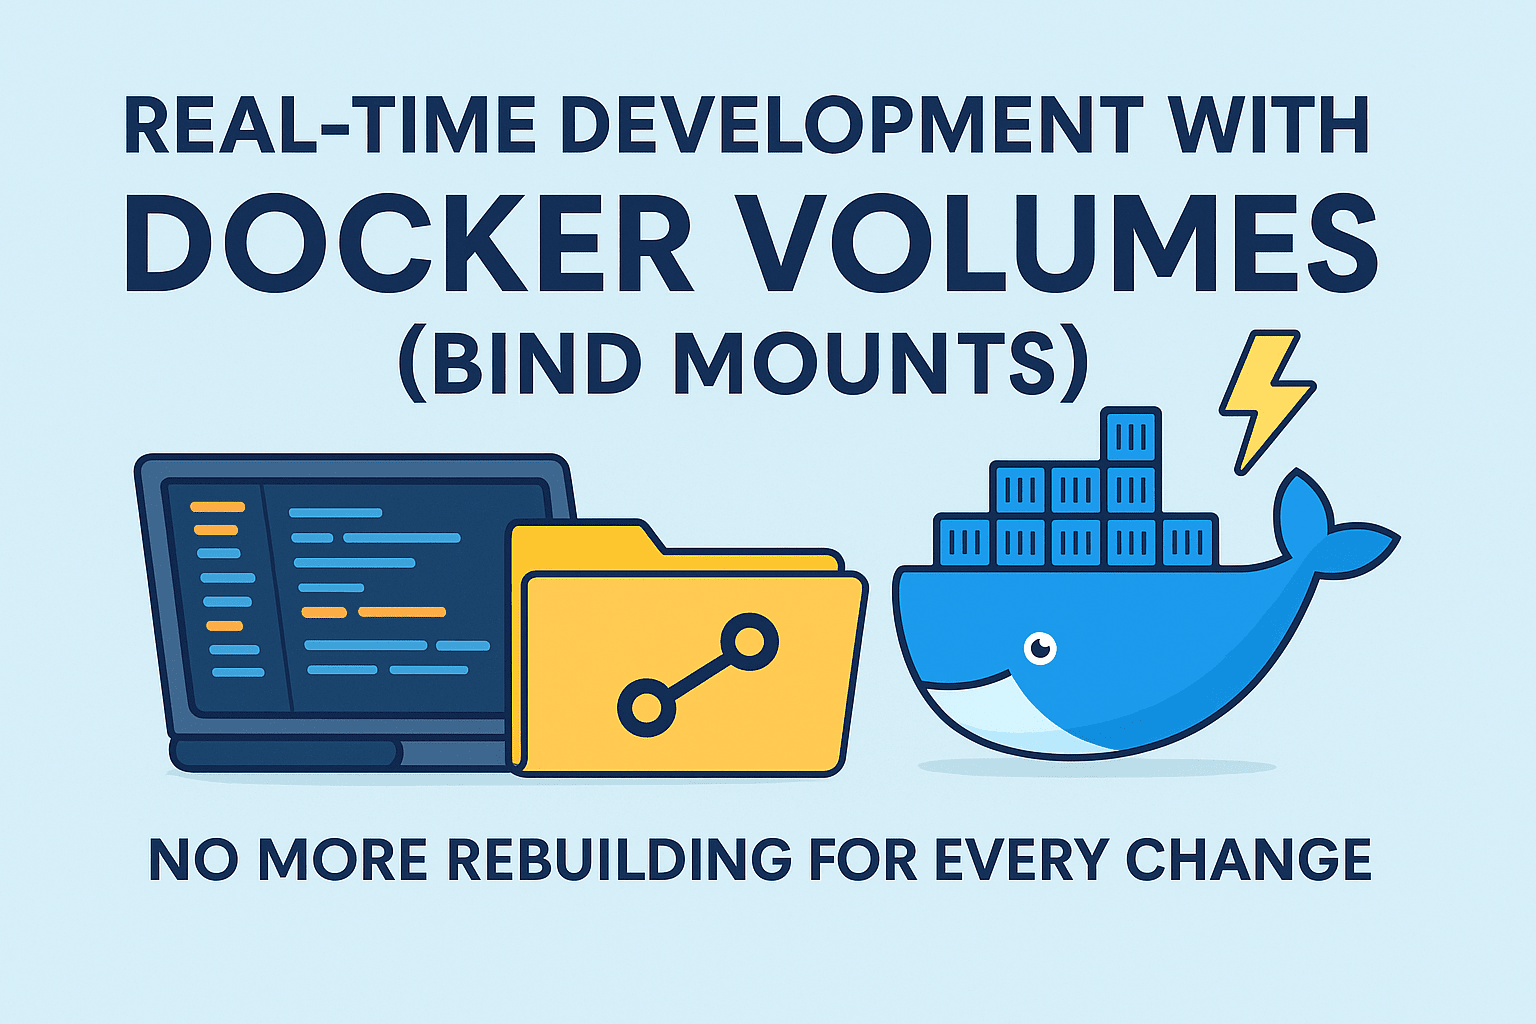 REAL-TIME DEVELOPMENT WITH
DOCKER VOLUMES
(BIND MOUNTS)
NO MORE REBUILDING FOR EVERY CHANGE